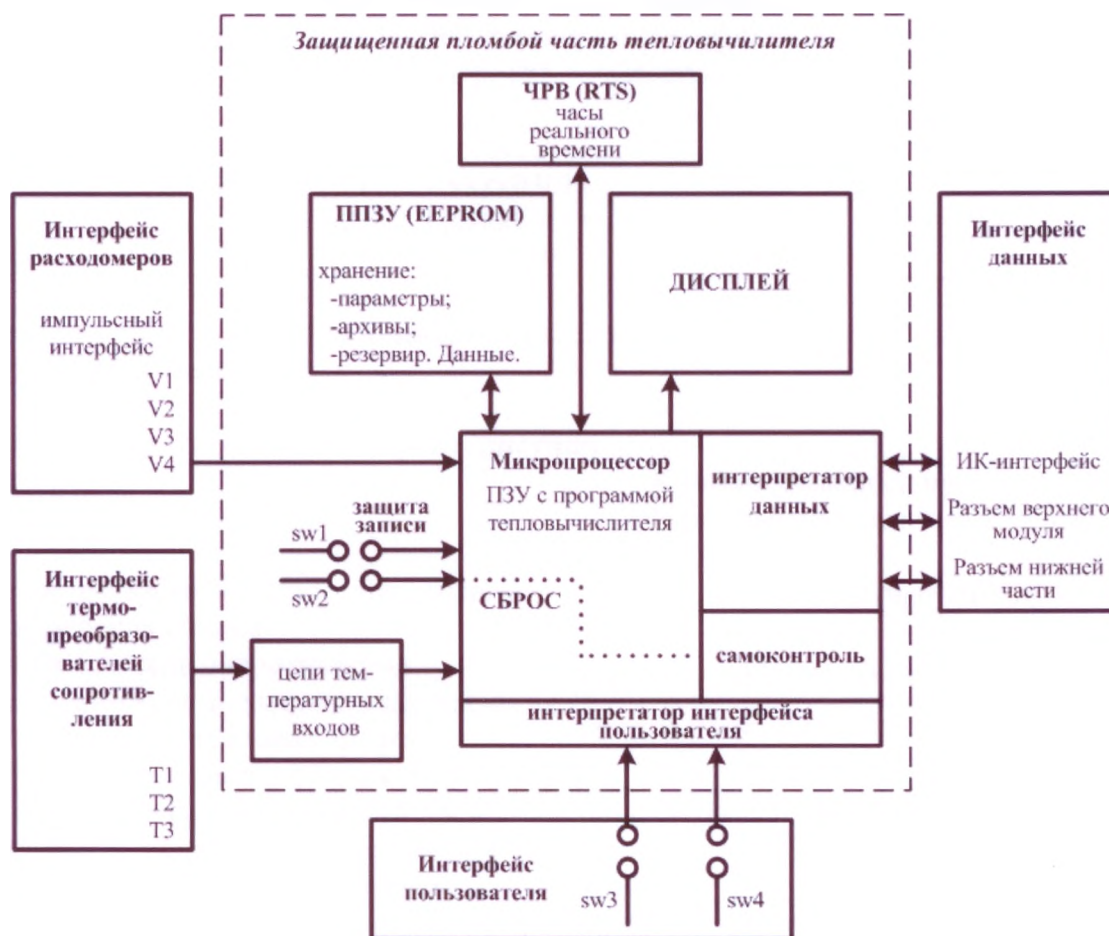 Защищенная пломбой часть тепловычилителя
ЧРВ (RTS)
часы
реального
времени
Интерфейс
расходомеров
импульсный
интерфейс
V1
V2
V3
V4
ППЗУ (EEPROM)
хранение:
-параметры;
-архивы;
-резервир. Данные.
ДИСПЛЕЙ
Интерфейс
данных
ИК-интерфейс
Разъем верхнего
модуля
Разъем нижней
части
Микропроцессор
ПЗУ с программой
тепловычислителя
интерпретатор
данных
защита
записи
sw1
sw2
СБРОС
самоконтроль
Интерфейс
термо-
преобразо-
вателей
сопротив-
ления
T1
T2
T3
цепи тем-
пературных
входов
интерпретатор интерфейса
пользователя
Интерфейс
пользователя
sw3
sw4